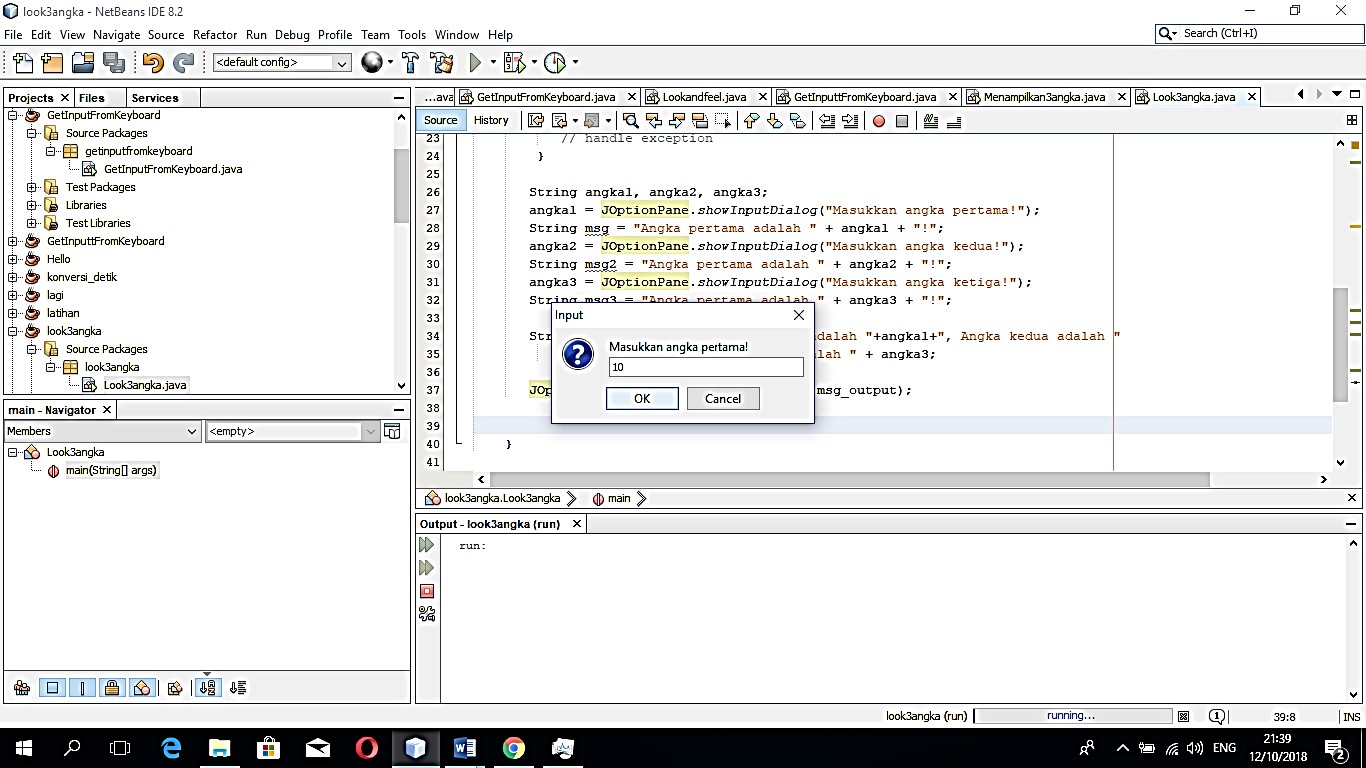 look3angka - NetBeans IDE 8.2
File Edit View Navigate Source Refactor Run Debug Profile Team Tools Window Help
Search (Ctrl+I)
<default config>
Projects Files Services
GetInputFromKeyboard
Source Packages
getinputfromkeyboard
GetInputFromKeyboard.java
Test Packages
Libraries
Test Libraries
GetInputtFromKeyboard
Hello
konversi_detik
lagi
latihan
look3angka
Source Packages
look3angka
Look3angka.java
main - Navigator
Members <empty>
Look3angka
main(String[] args)
...ava GetInputFromKeyboard.java Lookandfeel.java GetInputtFromKeyboard.java Menampilkan3angka.java Look3angka.java
Source History
23 // handle exception
24 }
25
26 String angka1, angka2, angka3;
27 angka1 = JOptionPane.showInputDialog("Masukkan angka pertama!");
28 String msg = "Angka pertama adalah " + angka1 + "!";
29 angka2 = JOptionPane.showInputDialog("Masukkan angka kedua!");
30 String msg2 = "Angka pertama adalah " + angka2 + "!";
31 angka3 = JOptionPane.showInputDialog("Masukkan angka ketiga!");
32 String msg3 = "Angka pertama adalah " + angka3 + "!";
33
34 Str dalah "+angka1+", Angka kedua adalah "
35 lah " + angka3;
36
37 JOp msg_output);
38
39
40 }
41
Input
Masukkan angka pertama!
10
OK Cancel
look3angka.Look3angka main
Output - look3angka (run)
run:
look3angka (run) running... 1 39:8 INS
ENG
21:39
12/10/2018
2